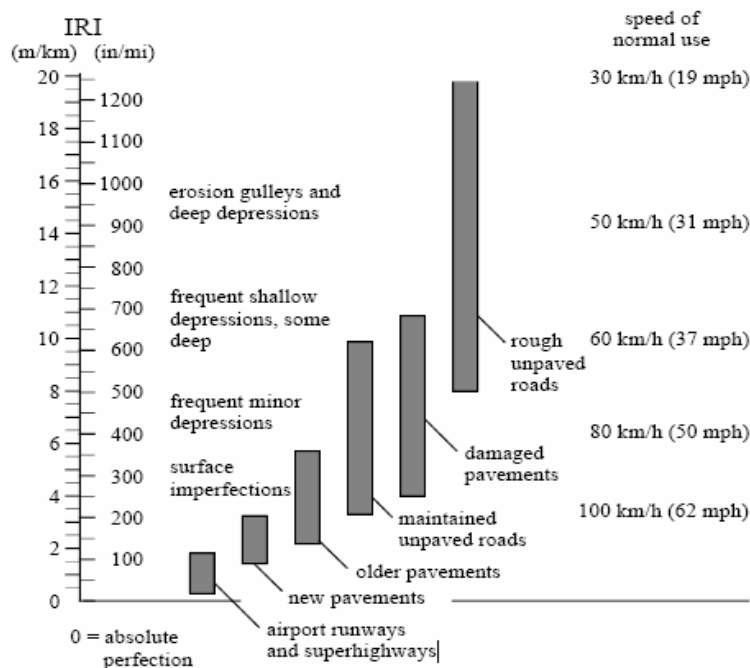 IRI
(m/km) (in/mi)
speed of
normal use
20
18
16
14
12
10
8
6
4
2
0
1200
1100
1000
900
800
700
600
500
400
300
200
100
erosion gulleys and
deep depressions
frequent shallow
depressions, some
deep
frequent minor
depressions
surface
imperfections
rough
unpaved
roads
damaged
pavements
maintained
unpaved roads
older pavements
new pavements
airport runways
and superhighways
0 = absolute
perfection
30 km/h (19 mph)
50 km/h (31 mph)
60 km/h (37 mph)
80 km/h (50 mph)
100 km/h (62 mph)